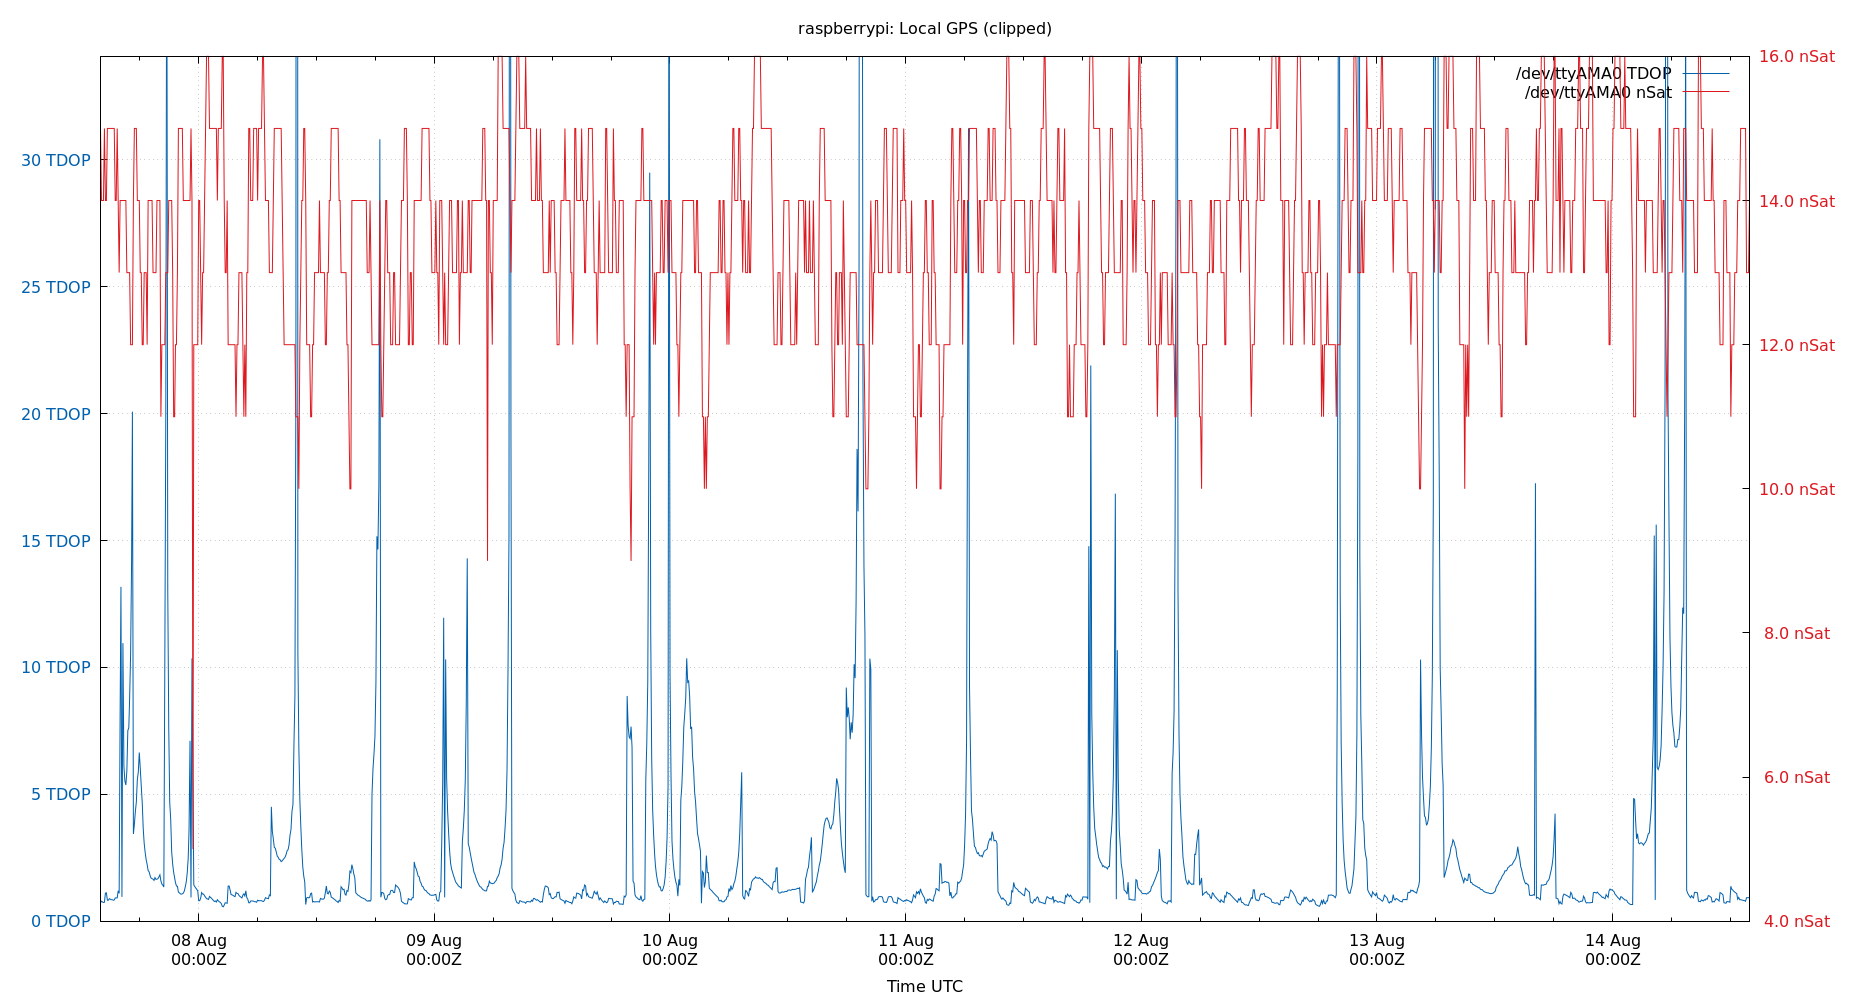 raspberrypi: Local GPS (clipped)
16.0 nSat
/dev/ttyAMA0 TDOP
/dev/ttyAMA0 nSat
30 TDOP
14.0 nSat
25 TDOP
12.0 nSat
20 TDOP
10.0 nSat
15 TDOP
8.0 nSat
10 TDOP
6.0 nSat
5 TDOP
0 TDOP
4.0 nSat
08 Aug 09 Aug 10 Aug 11 Aug 12 Aug 13 Aug 14 Aug
00:00Z 00:00Z 00:00Z 00:00Z 00:00Z 00:00Z 00:00Z
Time UTC